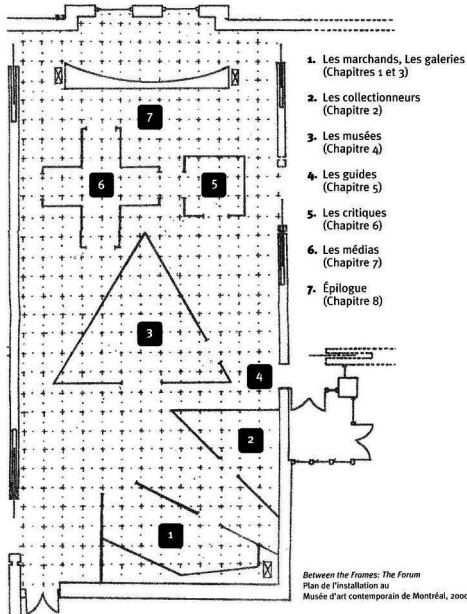 1. Les marchands, Les galeries
(Chapitres 1 et 3)
2. Les collectionneurs
(Chapitre 2)
3. Les musées
(Chapitre 4)
4. Les guides
(Chapitre 5)
5. Les critiques
(Chapitre 6)
6. Les médias
(Chapitre 7)
7. Épilogue
(Chapitre 8)
7
6
5
3
4
2
1
Between the Frames: The Forum
Plan de l'installation au
Musée d'art contemporain de Montréal, 2000